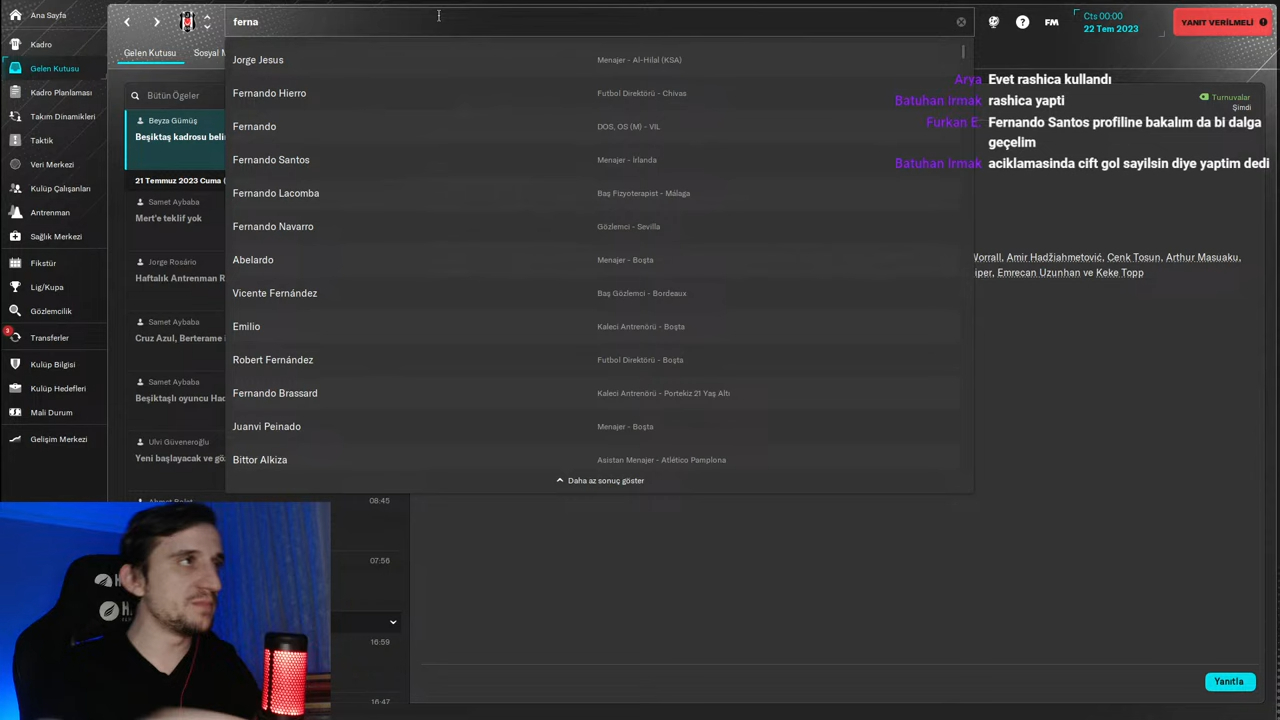 Ana Sayfa
Kadro
Gelen Kutusu
Kadro Planlaması
Takım Dinamikleri
Taktik
Veri Merkezi
Kulüp Çalışanları
Antrenman
Sağlık Merkezi
Fikstür
Lig/Kupa
Gözlemcilik
3
Transferler
Kulüp Bilgisi
Kulüp Hedefleri
Mali Durum
Gelişim Merkezi
ferna
FM
Cts 00:00
22 Tem 2023
YANIT VERİLMELİ
Gelen Kutusu
Sosyal M
Bütün Ögeler
Beyza Gümüş
Beşiktaş kadrosu beli
21 Temmuz 2023 Cuma (
Samet Aybaba
Mert'e teklif yok
Jorge Rosário
Haftalık Antrenman R
Samet Aybaba
Cruz Azul, Berterame i
Samet Aybaba
Beşiktaşlı oyuncu Had
Ulvi Güveneroğlu
Yeni başlayacak ve gö
08:45
07:56
16:59
16:47
Jorge Jesus Menajer - Al-Hilal (KSA)
Fernando Hierro Futbol Direktörü - Chivas
Fernando DOS, OS (M) - VIL
Fernando Santos Menajer - İrlanda
Fernando Lacomba Baş Fizyoterapist - Málaga
Fernando Navarro Gözlemci - Sevilla
Abelardo Menajer - Boşta
Vicente Fernández Baş Gözlemci - Bordeaux
Emilio Kaleci Antrenörü - Boşta
Robert Fernández Futbol Direktörü - Boşta
Fernando Brassard Kaleci Antrenörü - Portekiz 21 Yaş Altı
Juanvi Peinado Menajer - Boşta
Bittor Alkiza Asistan Menajer - Atlético Pamplona
Daha az sonuç göster
Arya Evet rashica kullandı
Batuhan Irmak rashica yapti
Furkan E. Fernando Santos profiline bakalım da bi dalga
geçelim
Batuhan Irmak aciklamasinda cift gol sayilsin diye yaptim dedi
Turnuvalar
Şimdi
Worrall, Amir Hadžiahmetović, Cenk Tosun, Arthur Masuaku,
iper, Emrecan Uzunhan ve Keke Topp
Yanıtla